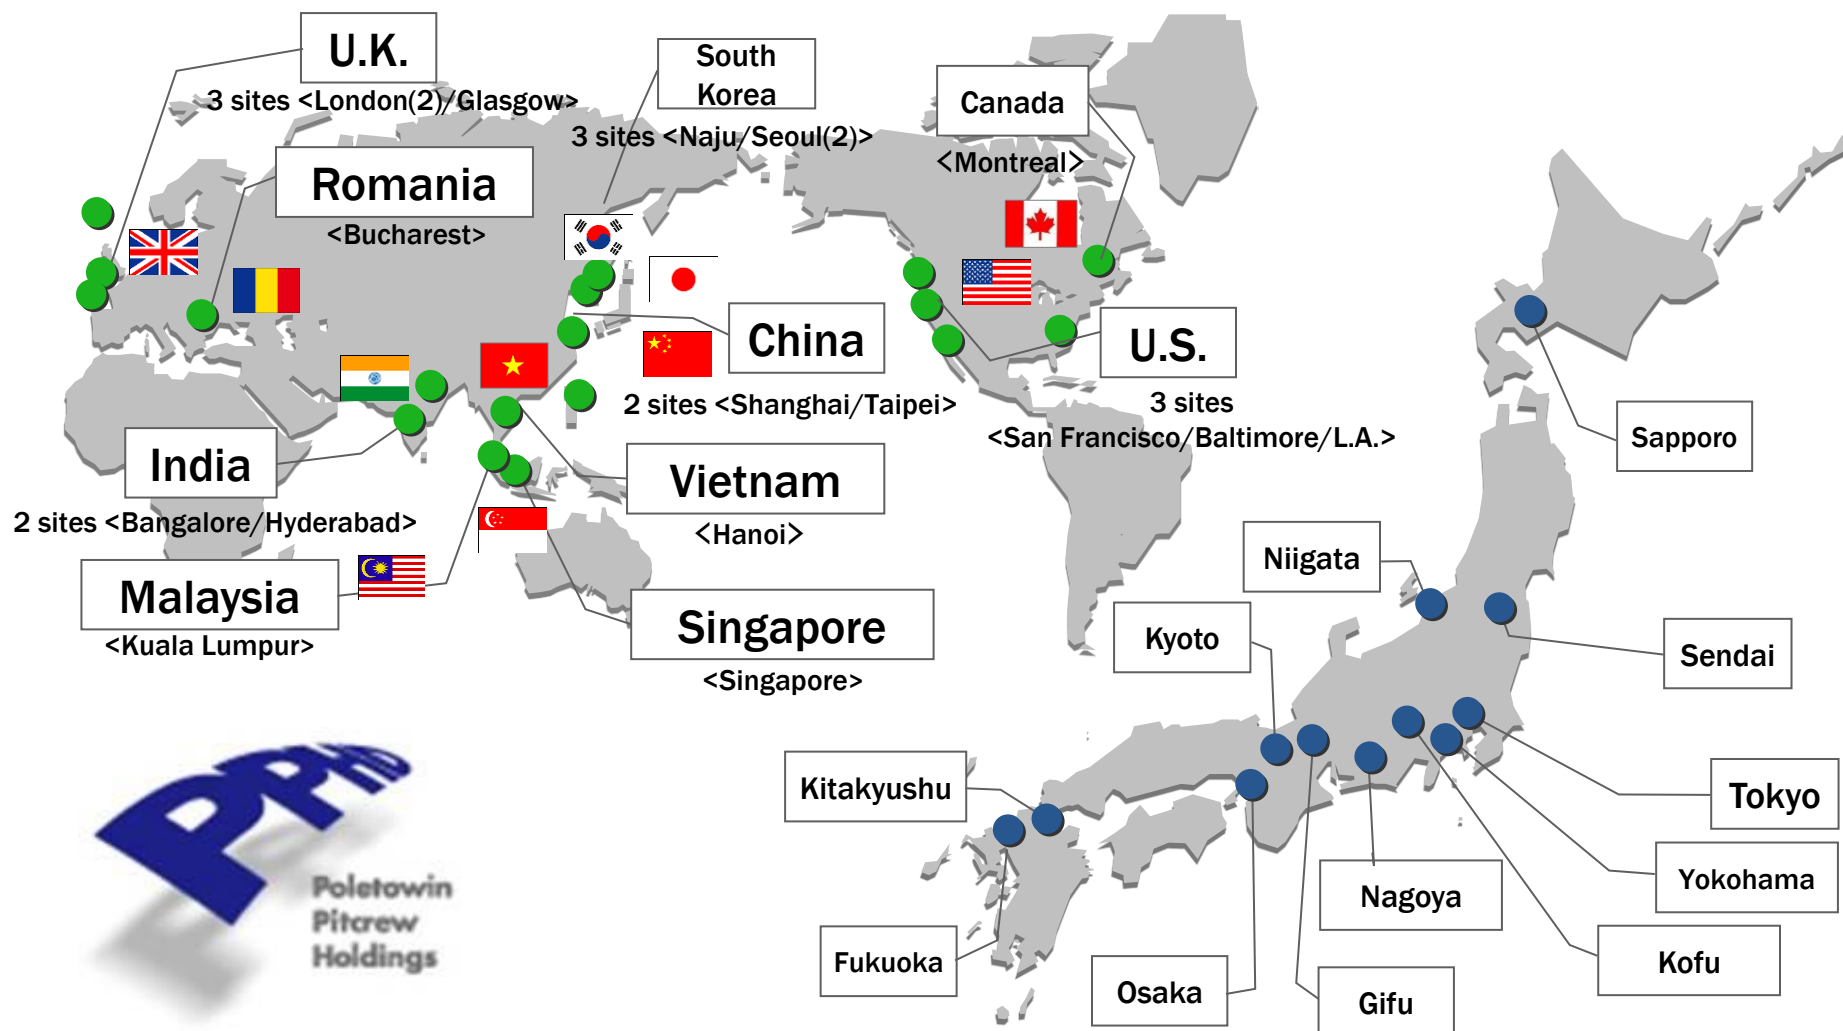 U.K.
3 sites <London(2)/Glasgow>
South
Korea
3 sites <Naju/Seoul(2)>
Canada
<Montreal>
Romania
<Bucharest>
China
2 sites <Shanghai/Taipei>
U.S.
3 sites
<San Francisco/Baltimore/L.A.>
India
2 sites <Bangalore/Hyderabad>
Vietnam
<Hanoi>
Malaysia
<Kuala Lumpur>
Singapore
<Singapore>
Sapporo
Niigata
Kyoto
Sendai
Kitakyushu
Tokyo
Yokohama
Nagoya
Kofu
Fukuoka
Osaka
Gifu
PPHD
Poletowin
Pitcrew
Holdings